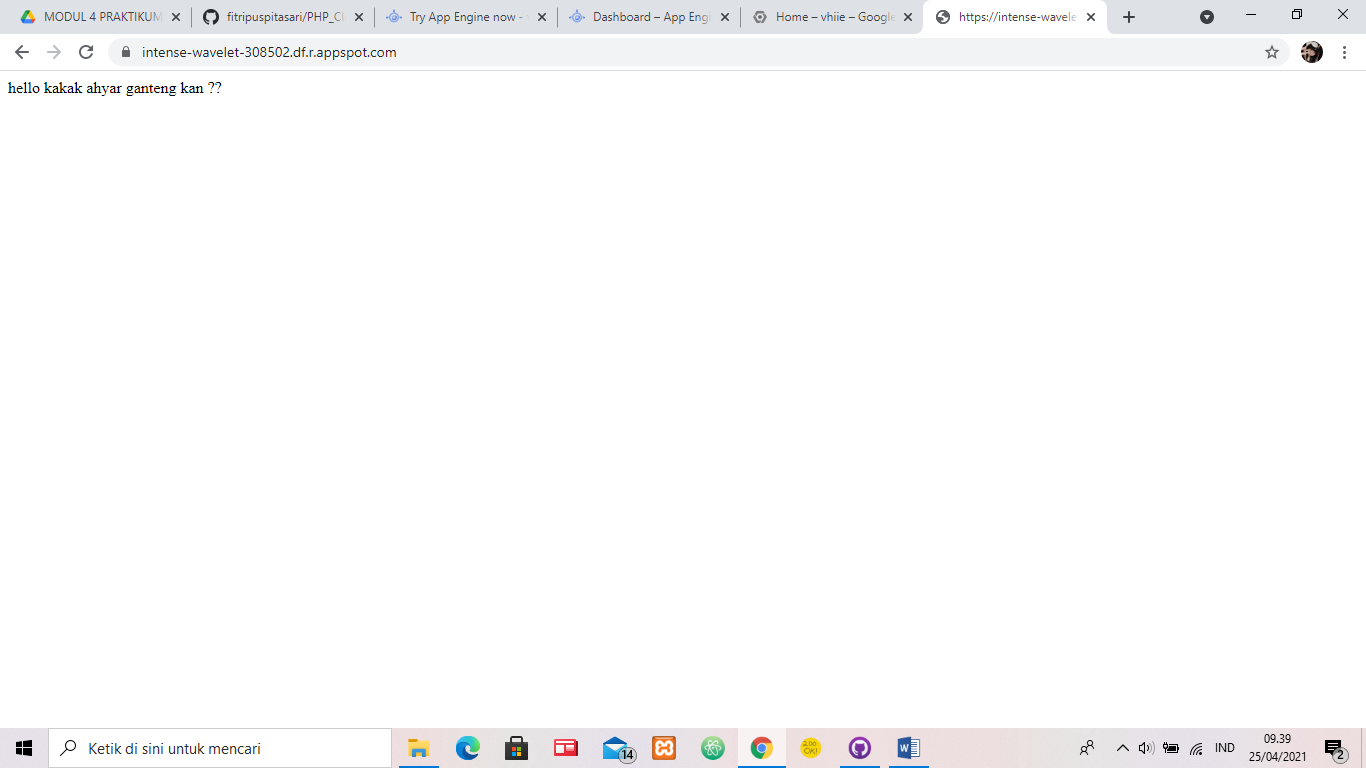 MODUL 4 PRAKTIKUM
fitripuspitasari/PHP_Cl
Try App Engine now -
Dashboard – App Eng
Home – vhiie – Google
https://intense-wavele
intense-wavelet-308502.df.r.appspot.com
hello kakak ahyar ganteng kan ??
Ketik di sini untuk mencari
14
IND
09.39
25/04/2021
2